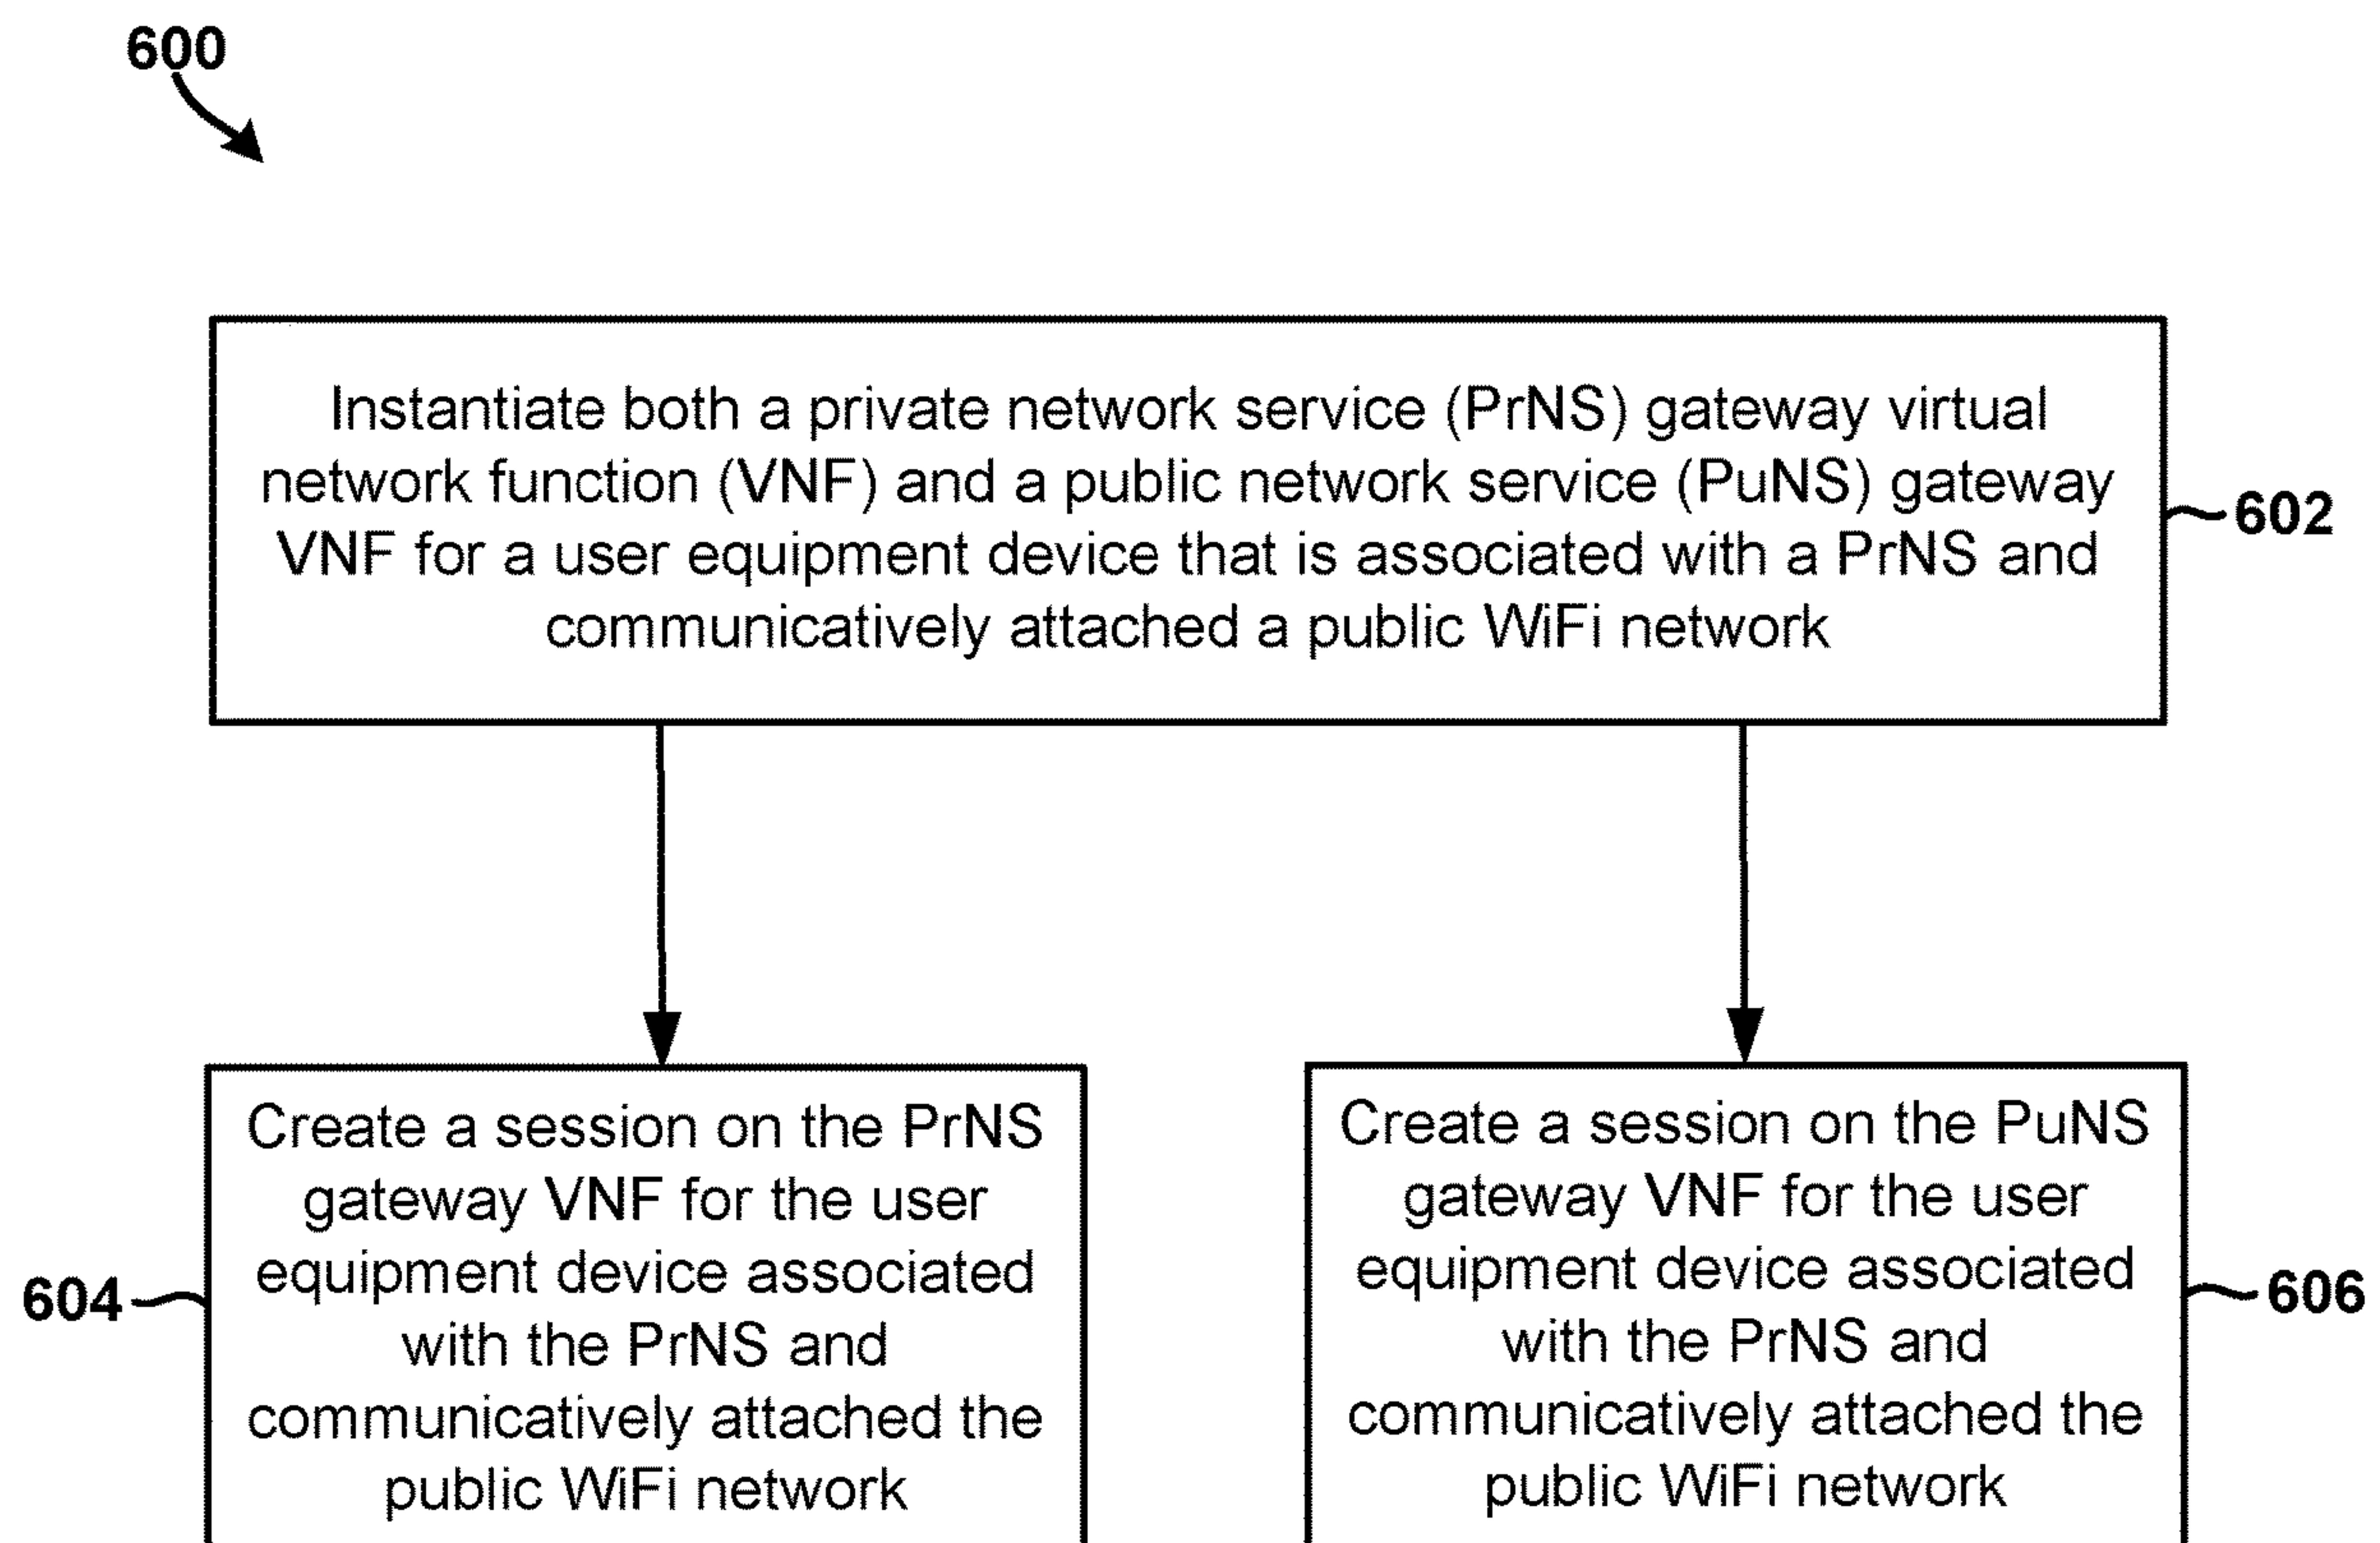 600
Instantiate both a private network service (PrNS) gateway virtual
network function (VNF) and a public network service (PuNS) gateway
VNF for a user equipment device that is associated with a PrNS and
communicatively attached a public WiFi network
602
Create a session on the PrNS
gateway VNF for the user
equipment device associated
with the PrNS and
communicatively attached the
public WiFi network
604
Create a session on the PuNS
gateway VNF for the user
equipment device associated
with the PrNS and
communicatively attached the
public WiFi network
606